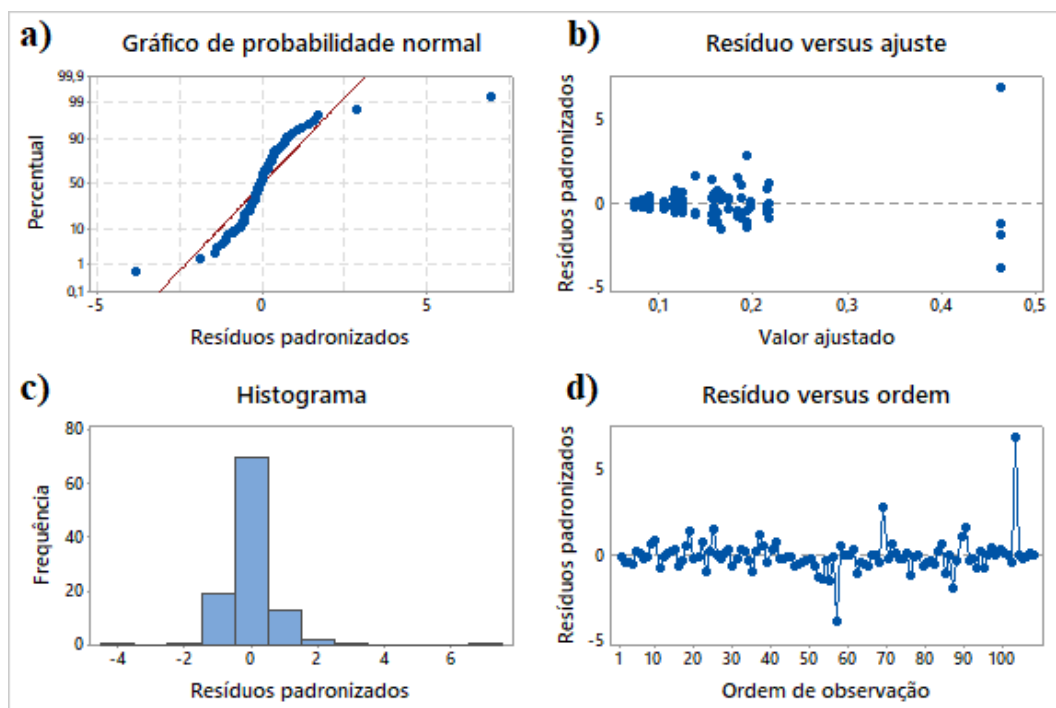 a)
Gráfico de probabilidade normal
99,9
99
90
50
10
1
0,1
Percentual
-5
0
5
Resíduos padronizados
b)
Resíduo versus ajuste
5
0
-5
Resíduos padronizados
0,1
0,2
0,3
0,4
0,5
Valor ajustado
c)
Histograma
80
60
40
20
0
Frequência
-4
-2
0
2
4
6
Resíduos padronizados
d)
Resíduo versus ordem
5
0
-5
Resíduos padronizados
1
10
20
30
40
50
60
70
80
90
100
Ordem de observação